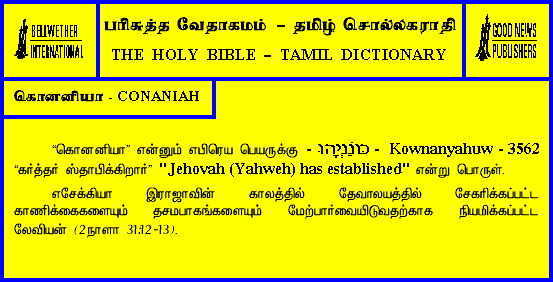 BELLWETHER
INTERNATIONAL
பரிசுத்த வேதாகமம் – தமிழ் சொல்லகராதி
THE HOLY BIBLE – TAMIL DICTIONARY
GOOD NEWS
PUBLISHERS
கொனனியா - CONANIAH
“கொனனியா” என்னும் எபிரெய பெயருக்கு - כּוֹנַנְיָהוּ - Kownanyahuw - 3562
“கர்த்தர் ஸ்தாபிக்கிறார்” "Jehovah (Yahweh) has established" என்று பொருள்.
எசேக்கியா இராஜாவின் காலத்தில் தேவாலயத்தில் சேகரிக்கப்பட்ட
காணிக்கைகளையும் தசமபாகங்களையும் மேற்பார்வையிடுவதற்காக நியமிக்கப்பட்ட
லேவியன் (2நாளா 31:12-13).